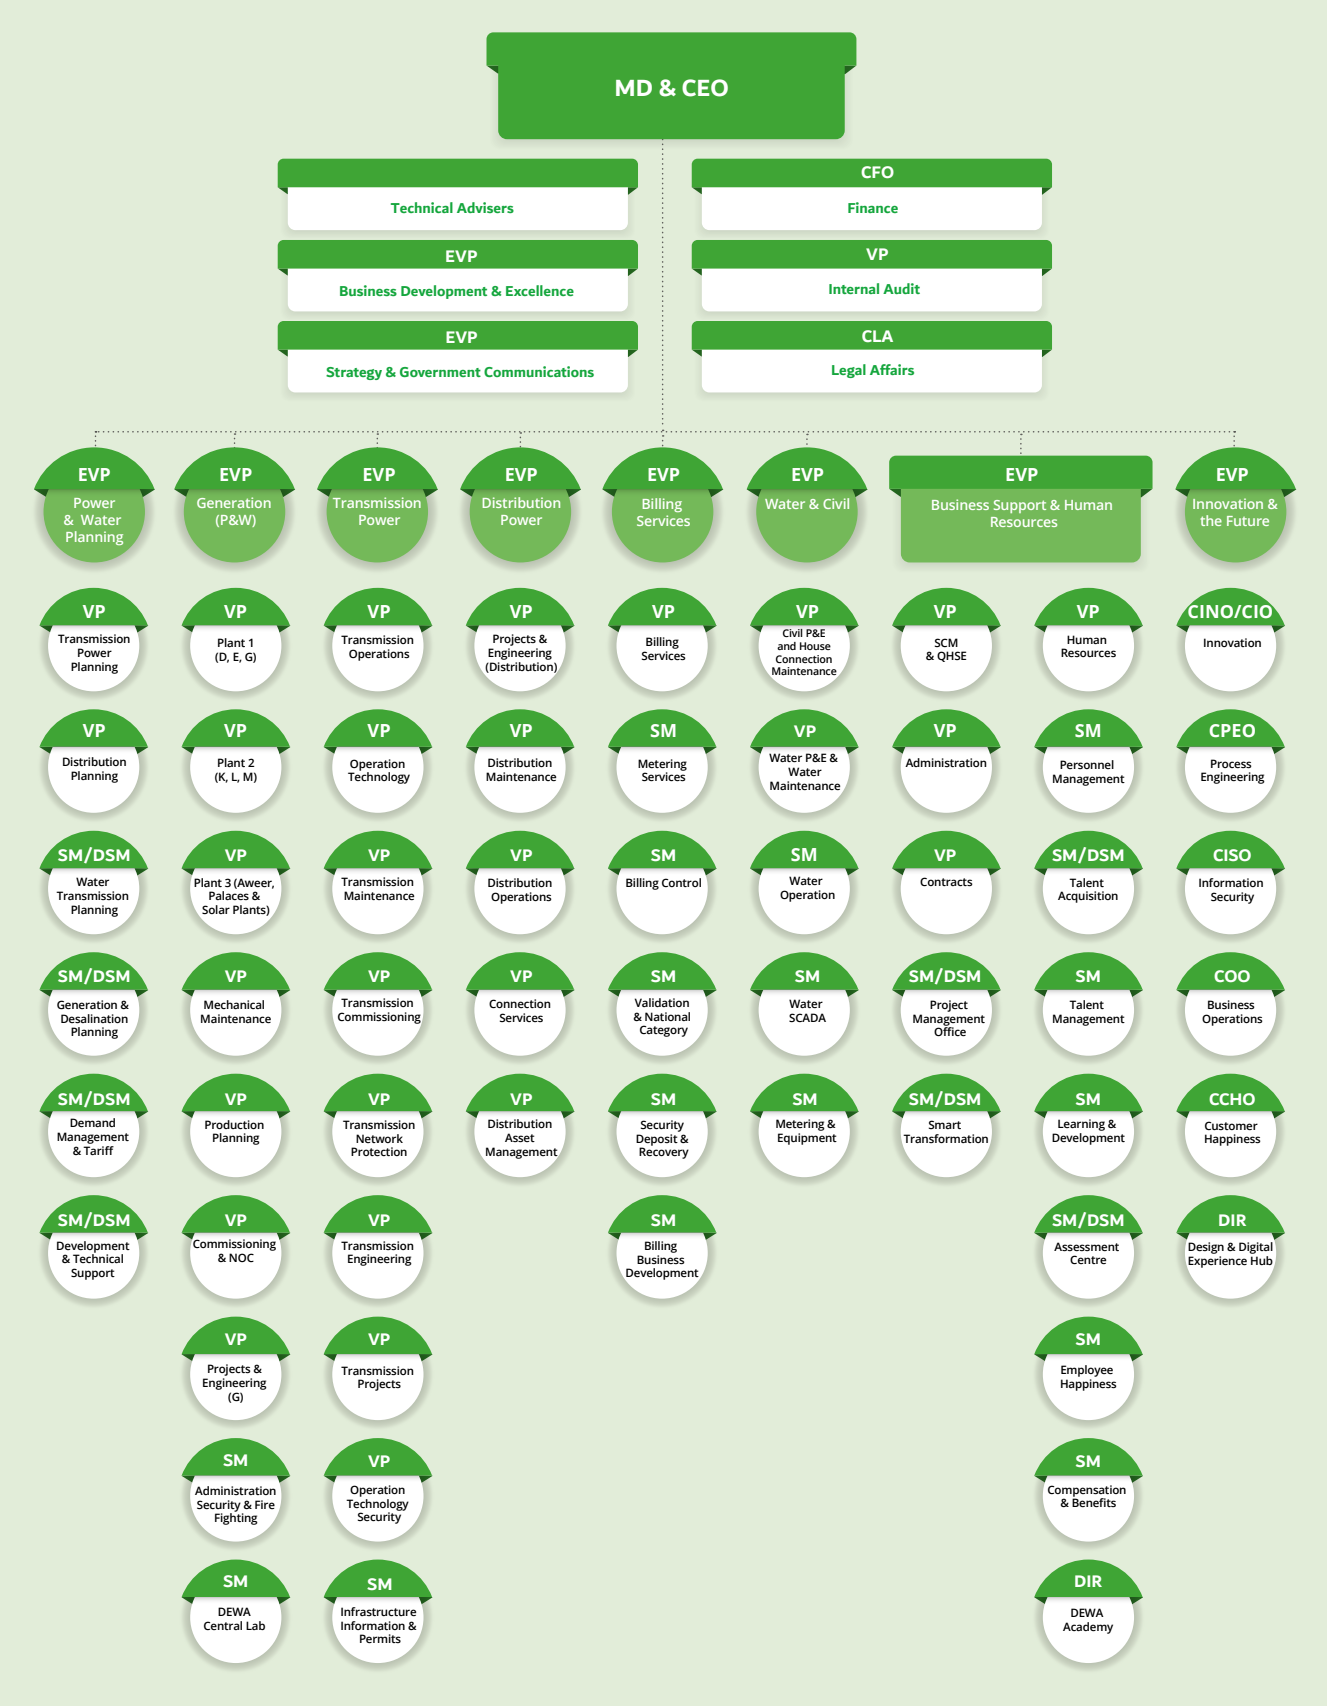 MD & CEO
Technical Advisers
EVP
Business Development & Excellence
EVP
Strategy & Government Communications
CFO
Finance
VP
Internal Audit
CLA
Legal Affairs
EVP
Power
& Water
Planning
VP
Transmission
Power
Planning
VP
Distribution
Planning
SM/DSM
Water
Transmission
Planning
SM/DSM
Generation &
Desalination
Planning
SM/DSM
Demand
Management
& Tariff
SM/DSM
Development
& Technical
Support
EVP
Generation
(P&W)
VP
Plant 1
(D, E, G)
VP
Plant 2
(K, L, M)
VP
Plant 3 (Aweer,
Palaces &
Solar Plants)
VP
Mechanical
Maintenance
VP
Production
Planning
VP
Commissioning
& NOC
VP
Projects &
Engineering
(G)
SM
Administration
Security & Fire
Fighting
SM
DEWA
Central Lab
EVP
Transmission
Power
VP
Transmission
Operations
VP
Operation
Technology
VP
Transmission
Maintenance
VP
Transmission
Commissioning
VP
Transmission
Network
Protection
VP
Transmission
Engineering
VP
Transmission
Projects
VP
Operation
Technology
Security
SM
Infrastructure
Information &
Permits
EVP
Distribution
Power
VP
Projects &
Engineering
(Distribution)
VP
Distribution
Maintenance
VP
Distribution
Operations
VP
Connection
Services
VP
Distribution
Asset
Management
EVP
Billing
Services
VP
Billing
Services
SM
Metering
Services
SM
Billing Control
SM
Validation
& National
Category
SM
Security
Deposit &
Recovery
SM
Billing
Business
Development
EVP
Water & Civil
VP
Civil P&E
and House
Connection
Maintenance
VP
Water P&E &
Water
Maintenance
SM
Water
Operation
SM
Water
SCADA
SM
Metering &
Equipment
EVP
Business Support & Human
Resources
VP
SCM
& QHSE
VP
Administration
VP
Contracts
SM/DSM
Project
Management
Office
SM/DSM
Smart
Transformation
VP
Human
Resources
SM
Personnel
Management
SM/DSM
Talent
Acquisition
SM
Talent
Management
SM
Learning &
Development
SM/DSM
Assessment
Centre
SM
Employee
Happiness
SM
Compensation
& Benefits
DIR
DEWA
Academy
EVP
Innovation &
the Future
CINO/CIO
Innovation
CPEO
Process
Engineering
CISO
Information
Security
COO
Business
Operations
CCHO
Customer
Happiness
DIR
Design & Digital
Experience Hub